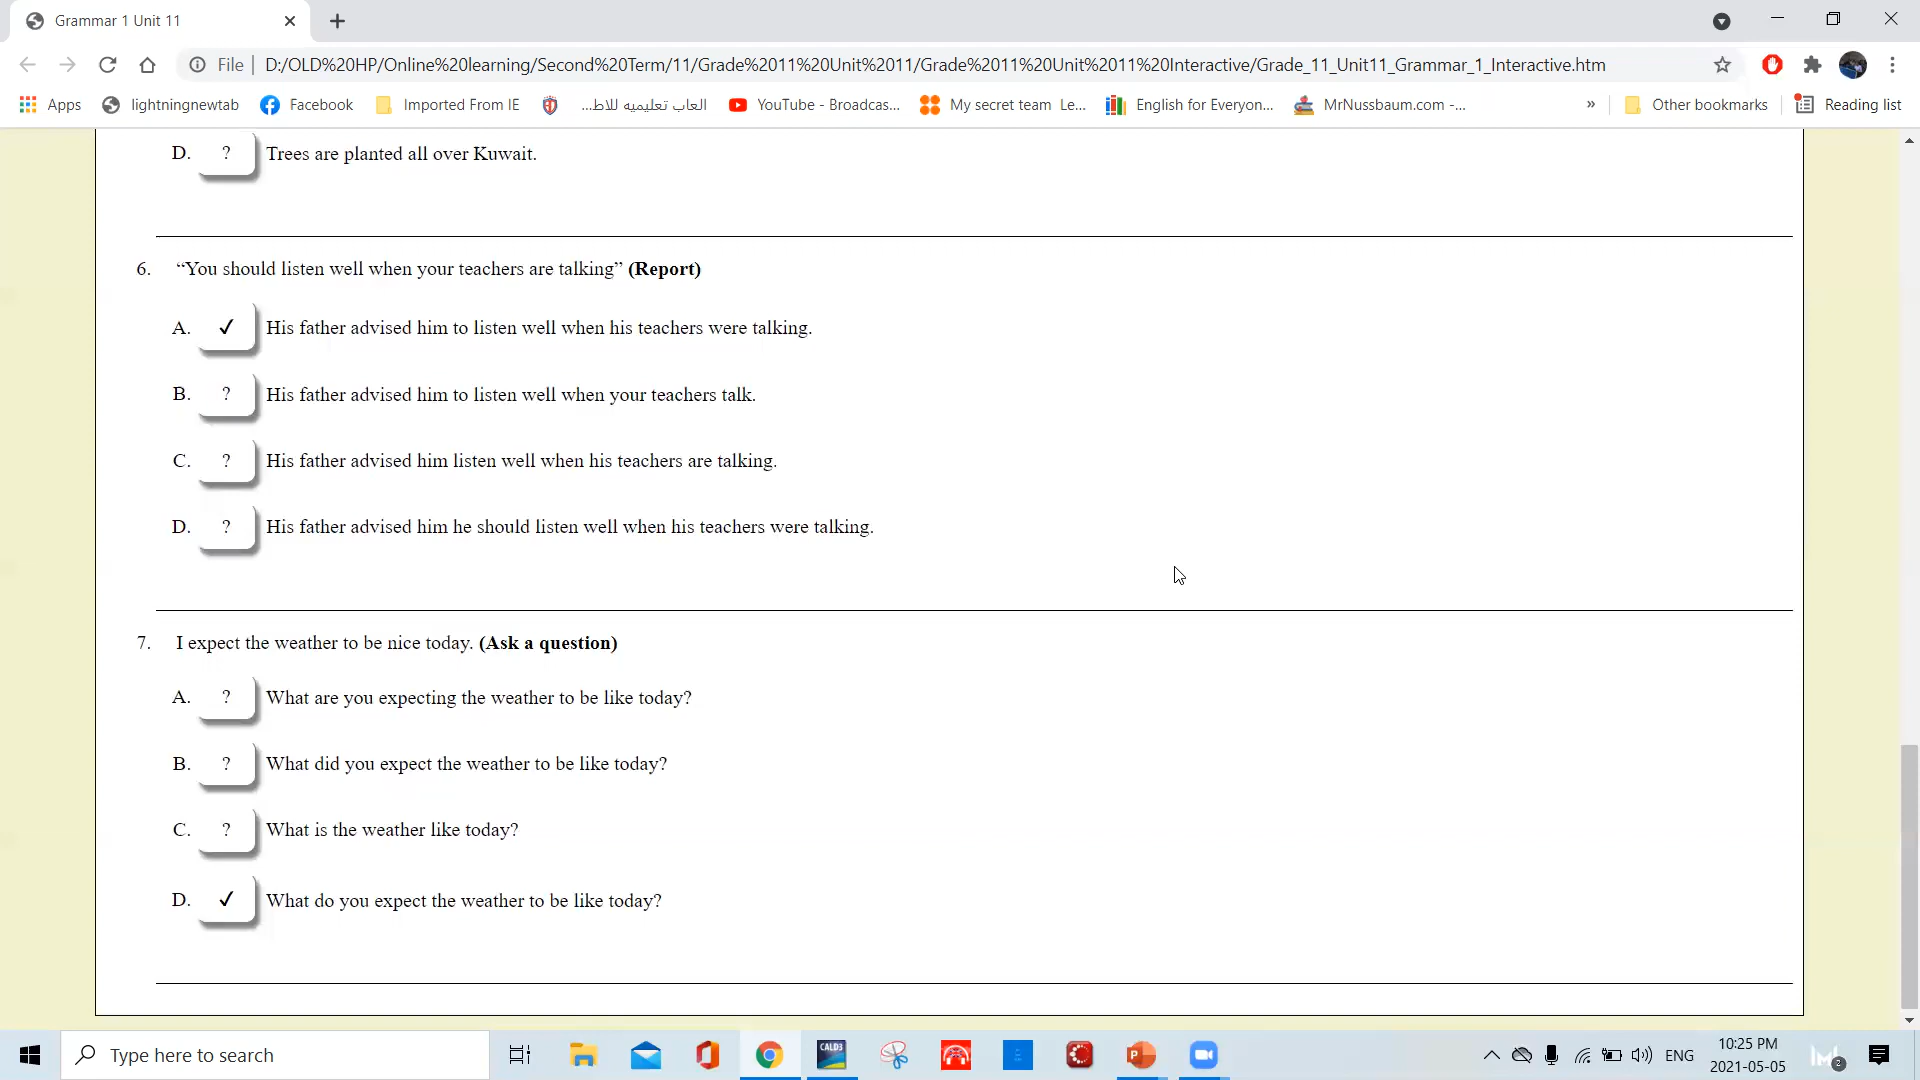 Grammar 1 Unit 11
File
D:/OLD%20HP/Online%20learning/Second%20Term/11/Grade%2011%20Unit%2011/Grade%2011%20Unit%2011%20Interactive/Grade_11_Unit11_Grammar_1_Interactive.htm
Apps lightningnewtab Facebook Imported From IE العاب تعليميه للاط... YouTube - Broadcas... My secret team Le... English for Everyon... MrNussbaum.com -... » Other bookmarks Reading list
D. ? Trees are planted all over Kuwait.
6. “You should listen well when your teachers are talking” (Report)
A. ✓ His father advised him to listen well when his teachers were talking.
B. ? His father advised him to listen well when your teachers talk.
C. ? His father advised him listen well when his teachers are talking.
D. ? His father advised him he should listen well when his teachers were talking.
7. I expect the weather to be nice today. (Ask a question)
A. ? What are you expecting the weather to be like today?
B. ? What did you expect the weather to be like today?
C. ? What is the weather like today?
D. ✓ What do you expect the weather to be like today?
Type here to search
CALD3
ENG
10:25 PM
2021-05-05
2